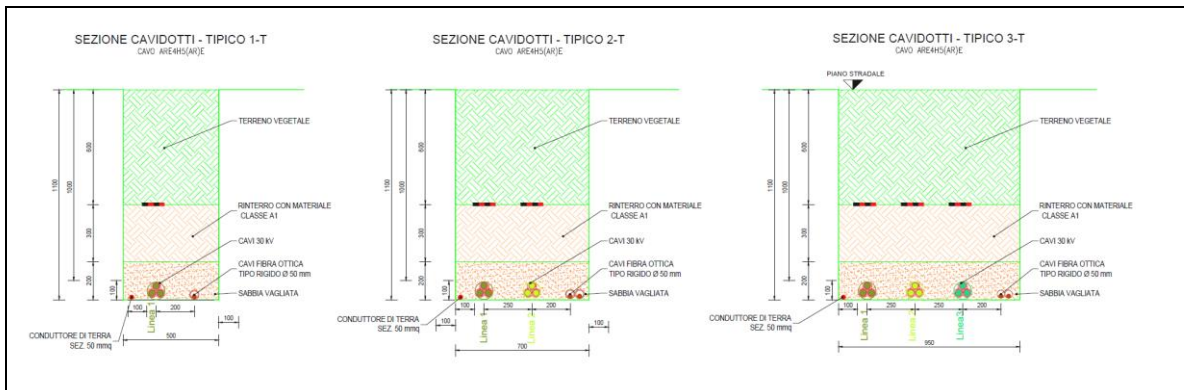 SEZIONE CAVIDOTTI - TIPICO 1-T
CAVO ARE4H5(AR)E
1100
1000
600
300
200
100
TERRENO VEGETALE
RINTERRO CON MATERIALE
CLASSE A1
CAVI 30 kV
CAVI FIBRA OTTICA
TIPO RIGIDO Ø 50 mm
SABBIA VAGLIATA
100
200
Linea 1
100
CONDUTTORE DI TERRA
SEZ. 50 mmq
500
SEZIONE CAVIDOTTI - TIPICO 2-T
CAVO ARE4H5(AR)E
1100
1000
600
300
200
100
TERRENO VEGETALE
RINTERRO CON MATERIALE
CLASSE A1
CAVI 30 kV
CAVI FIBRA OTTICA
TIPO RIGIDO Ø 50 mm
SABBIA VAGLIATA
100
250
200
Linea 1
Linea 2
100
100
CONDUTTORE DI TERRA
SEZ. 50 mmq
700
SEZIONE CAVIDOTTI - TIPICO 3-T
CAVO ARE4H5(AR)E
PIANO STRADALE
1100
1000
600
300
200
100
TERRENO VEGETALE
RINTERRO CON MATERIALE
CLASSE A1
CAVI 30 kV
CAVI FIBRA OTTICA
TIPO RIGIDO Ø 50 mm
SABBIA VAGLIATA
100
250
250
200
Linea 1
Linea 2
Linea3
CONDUTTORE DI TERRA
SEZ. 50 mmq
950